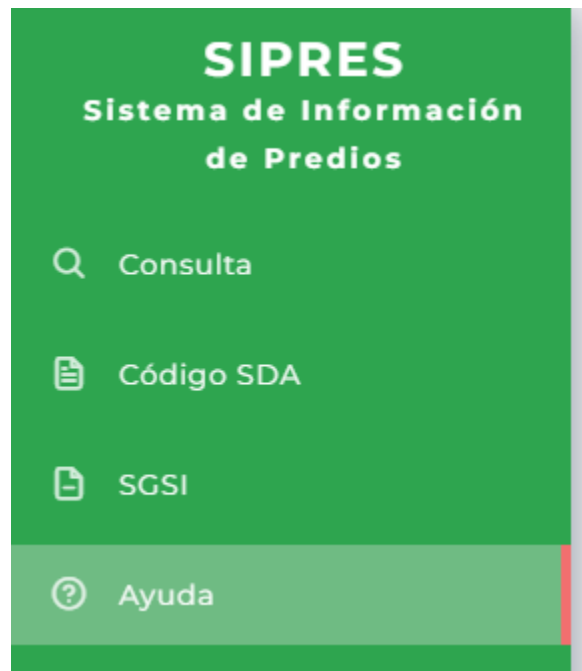 SIPRES
Sistema de Información
de Predios
Consulta
Código SDA
SGSI
Ayuda